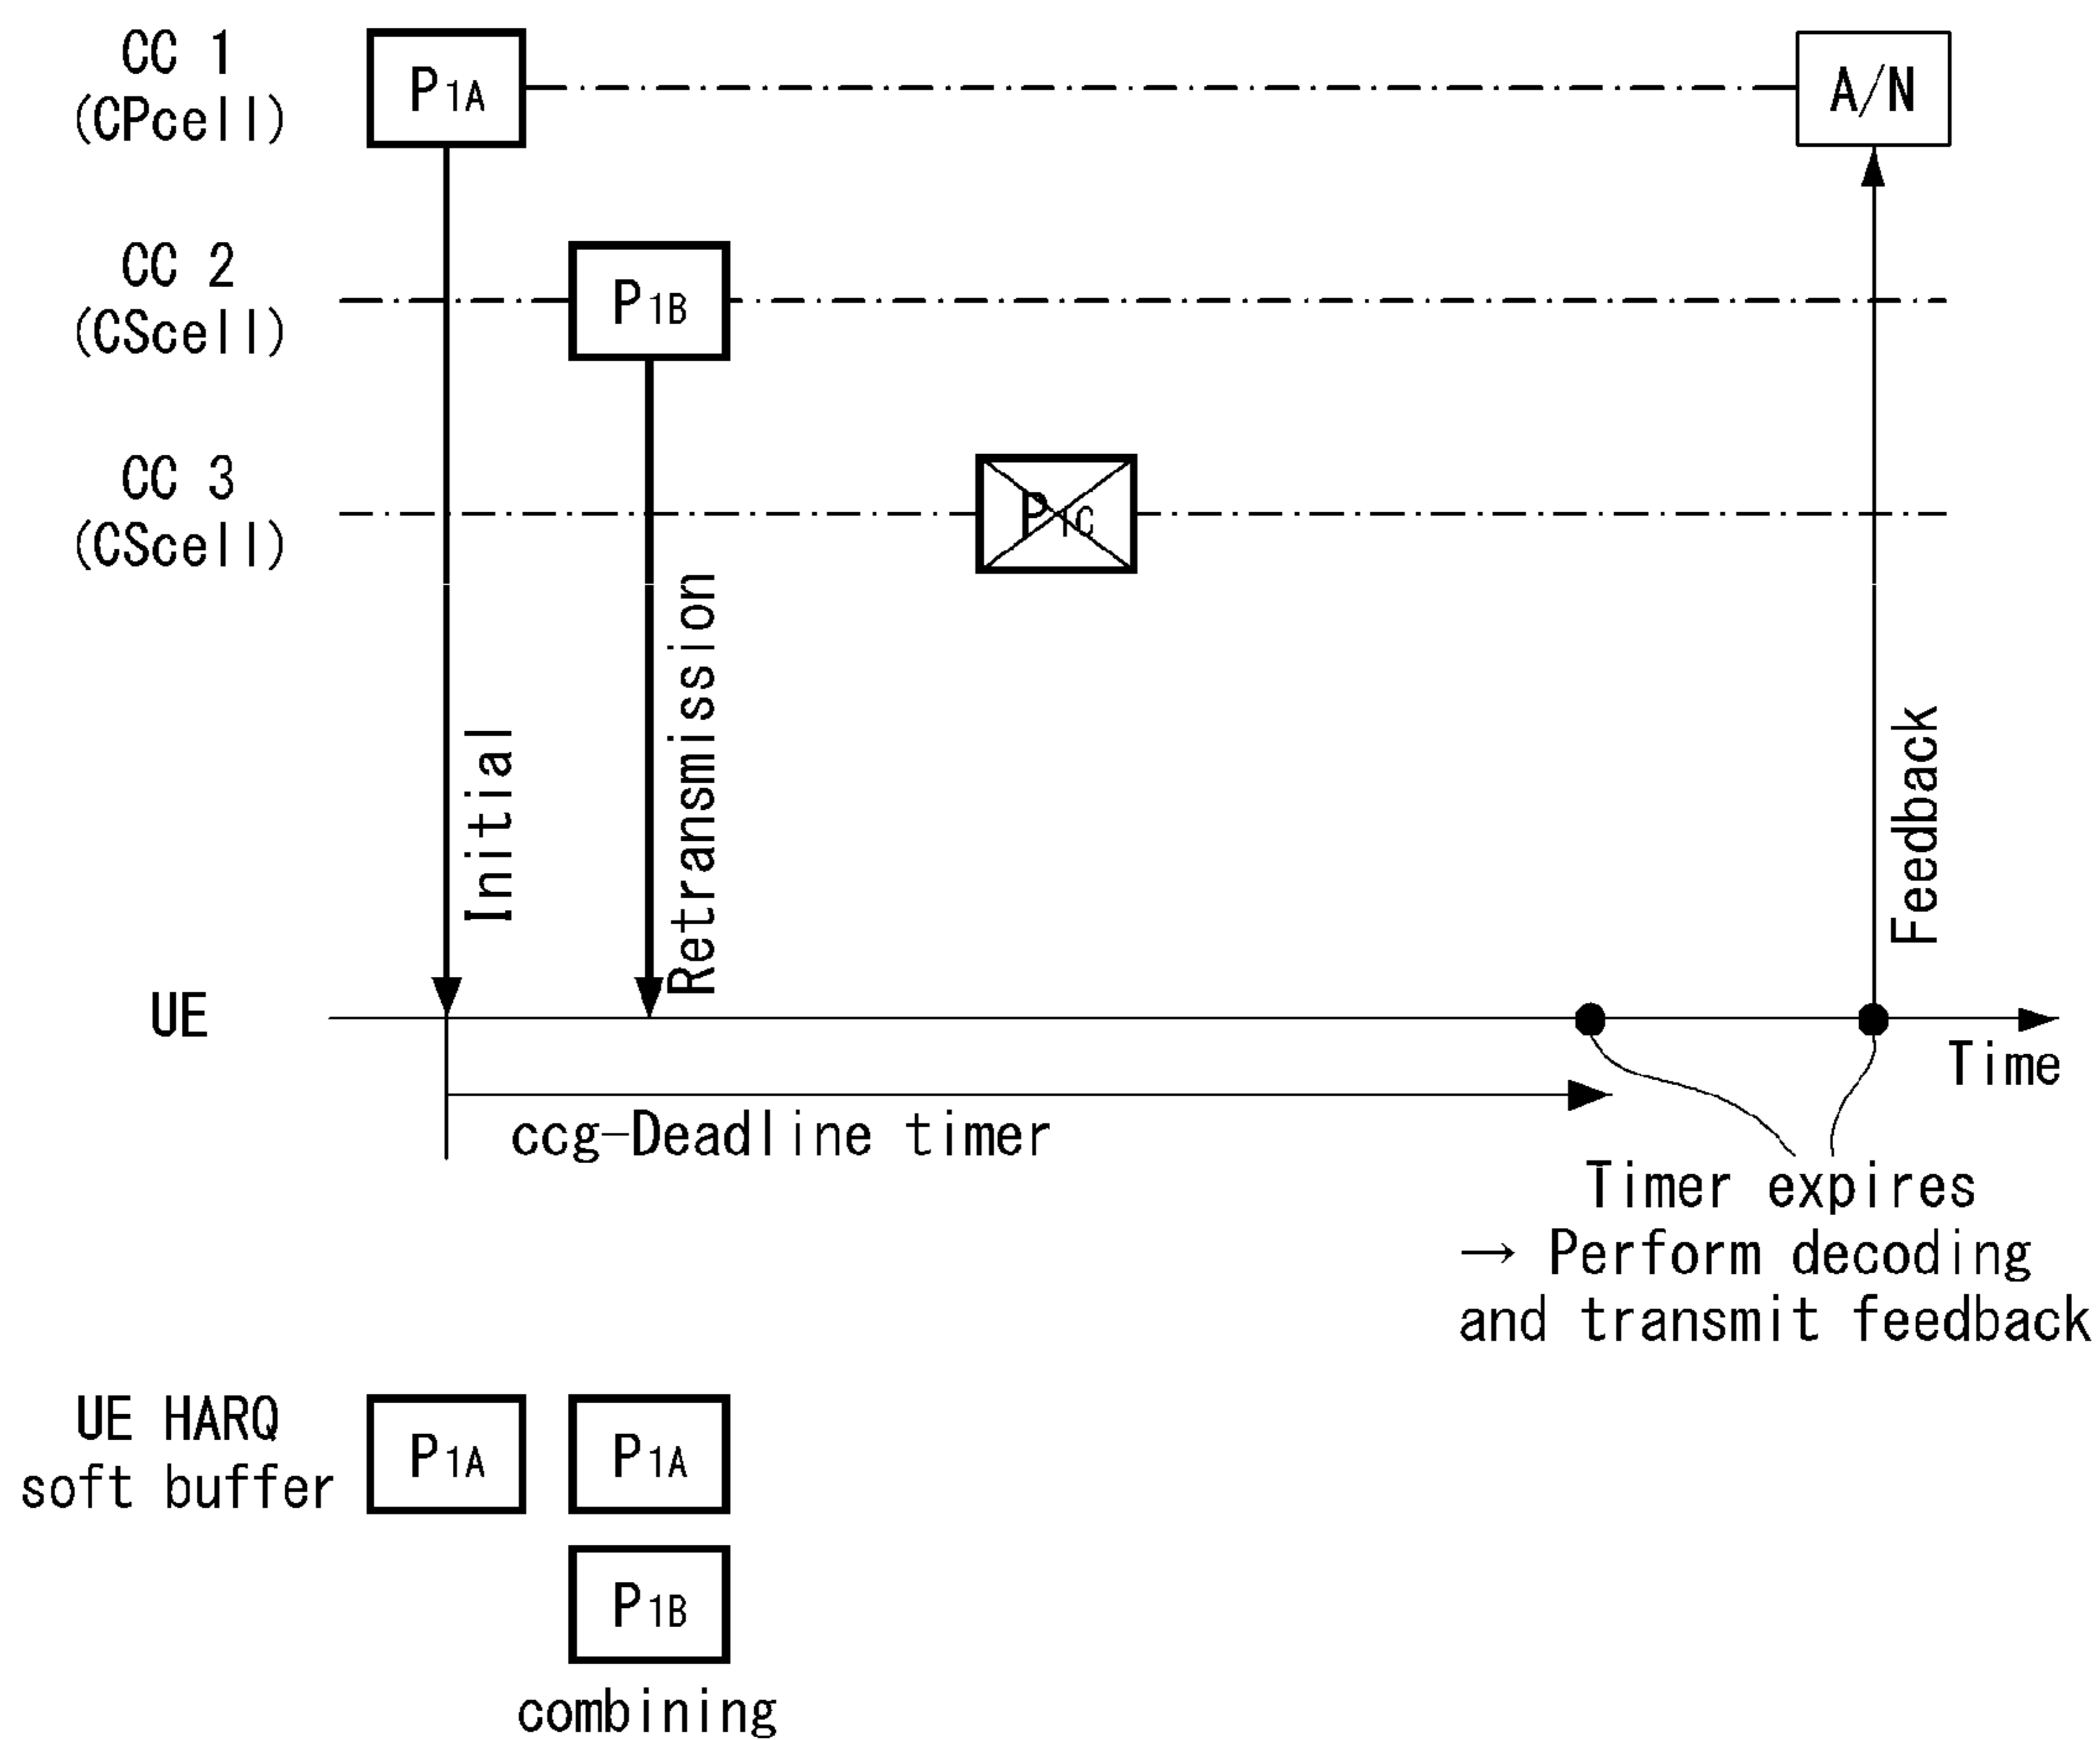 CC 1
(CPcell)
P1A
A/N
CC 2
(CScell)
P1B
CC 3
(CScell)
P1C
Initial
Retransmission
Feedback
UE
Time
ccg-Deadline timer
Timer expires
→ Perform decoding
and transmit feedback
UE HARQ
soft buffer
P1A
P1A
P1B
combining